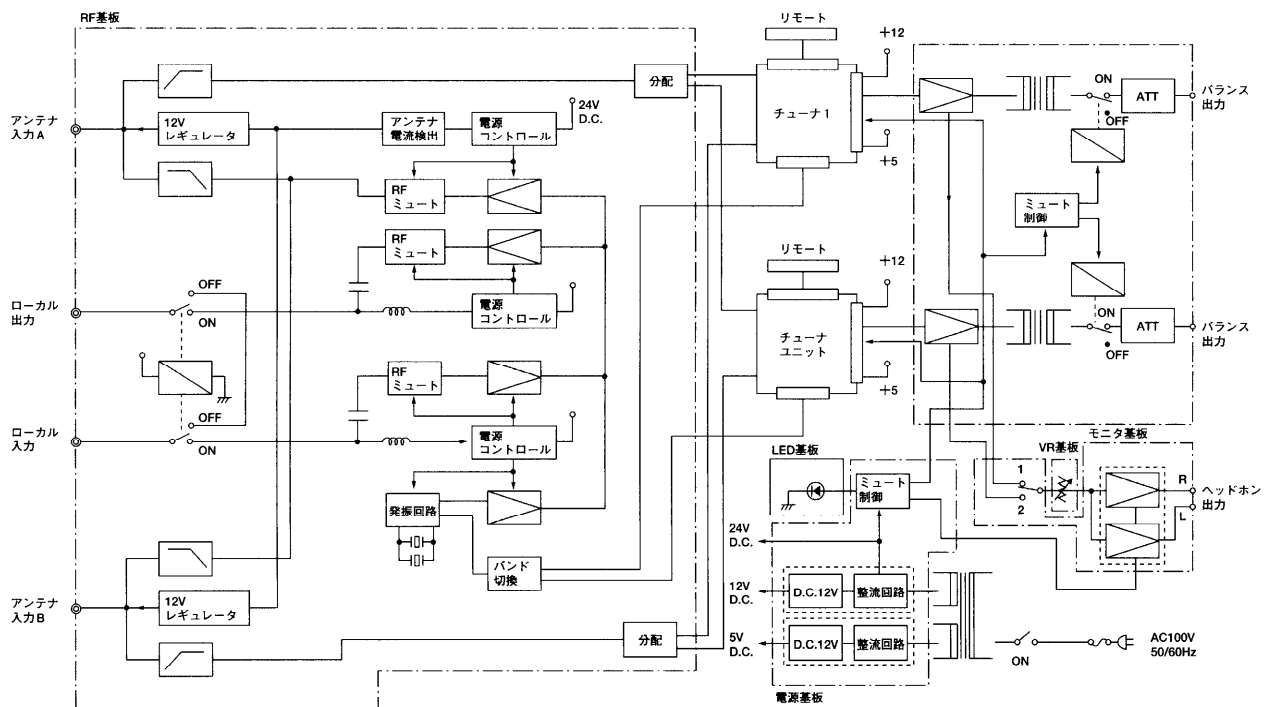 RF基板
アンテナ
入力A
12V
レギュレータ
アンテナ
電流検出
電源
コントロール
24V
D.C.
分配
RF
ミュート
RF
ミュート
ローカル
出力
OFF
ON
電源
コントロール
RF
ミュート
ローカル
入力
OFF
ON
電源
コントロール
発振回路
バンド
切換
アンテナ
入力B
12V
レギュレータ
分配
リモート
+12
チューナ1
+5
リモート
+12
チューナ
ユニット
+5
ON
OFF
ATT
バランス
出力
ミュート
制御
ON
OFF
ATT
バランス
出力
LED基板
ミュート
制御
24V
D.C.
12V
D.C.
D.C.12V
整流回路
5V
D.C.
D.C.12V
整流回路
電源基板
1
2
VR基板
モニタ基板
R
L
ヘッドホン
出力
ON
AC100V
50/60Hz